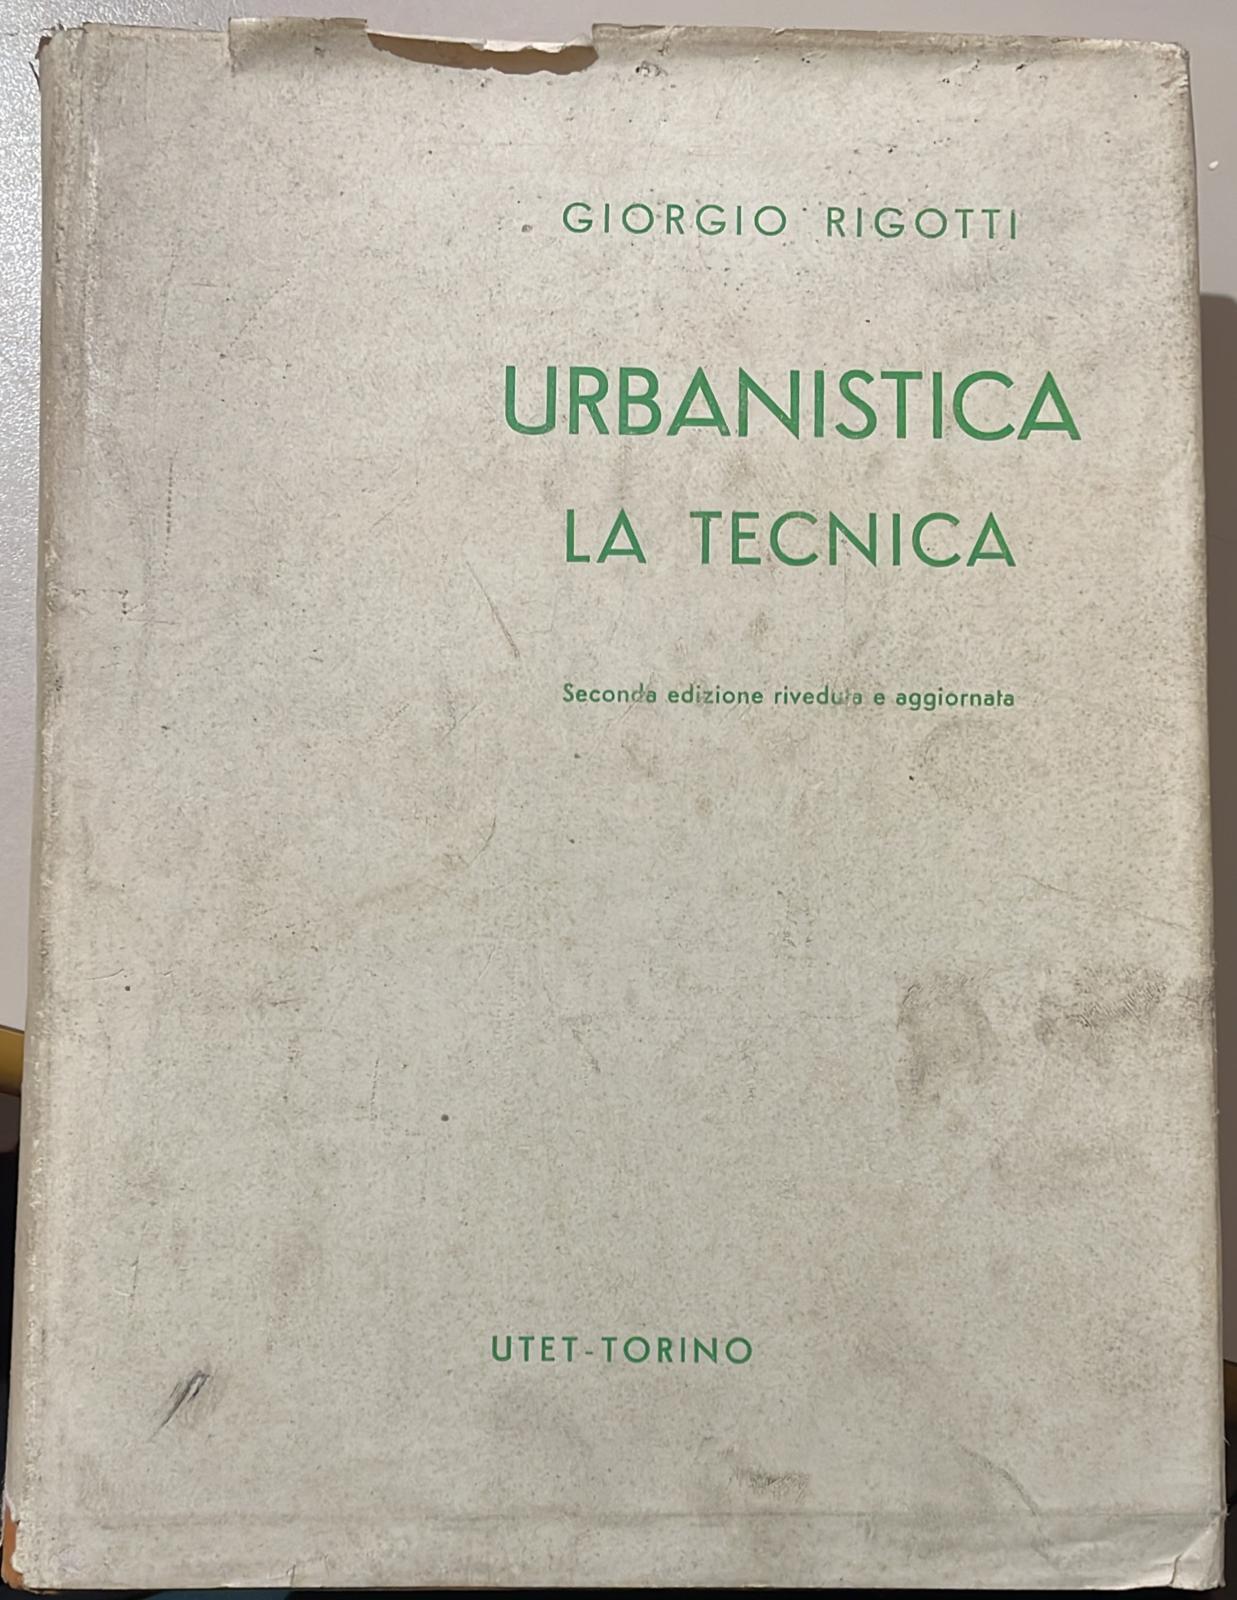 GIORGIO RIGOTTI
URBANISTICA
LA TECNICA
Seconda edizione riveduta e aggiornata
UTET-TORINO